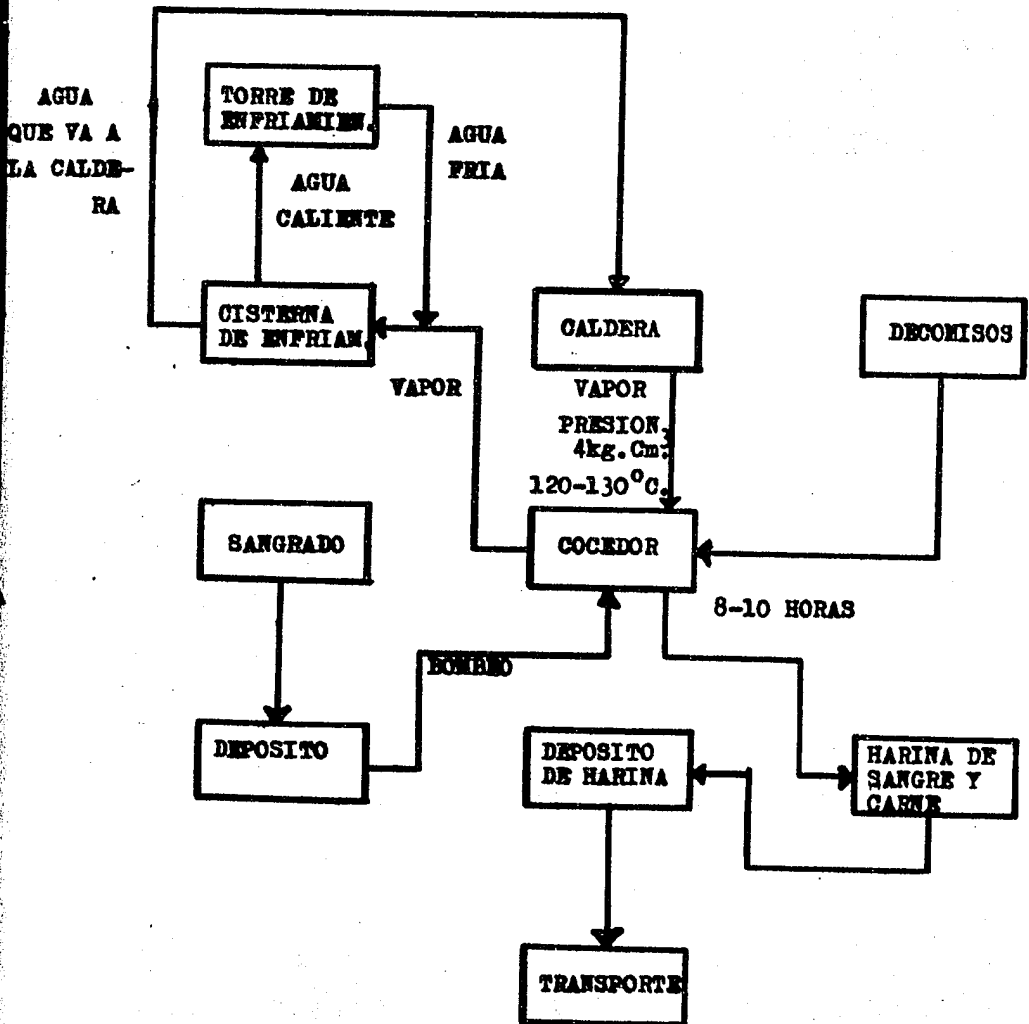 AGUA
QUE VA A
LA CALDE-
RA
TORRE DE
ENFRIAMIEN.
AGUA
FRIA
AGUA
CALIENTE
CISTERNA
DE ENFRIAM.
CALDERA
DECOMISOS
VAPOR
VAPOR
PRESION,
4kg.Cm:
120-130°C.
SANGRADO
COCEDOR
8-10 HORAS
BOMBEO
DEPOSITO
DEPOSITO
DE HARINA
HARINA DE
SANGRE Y
CARNE
TRANSPORTE